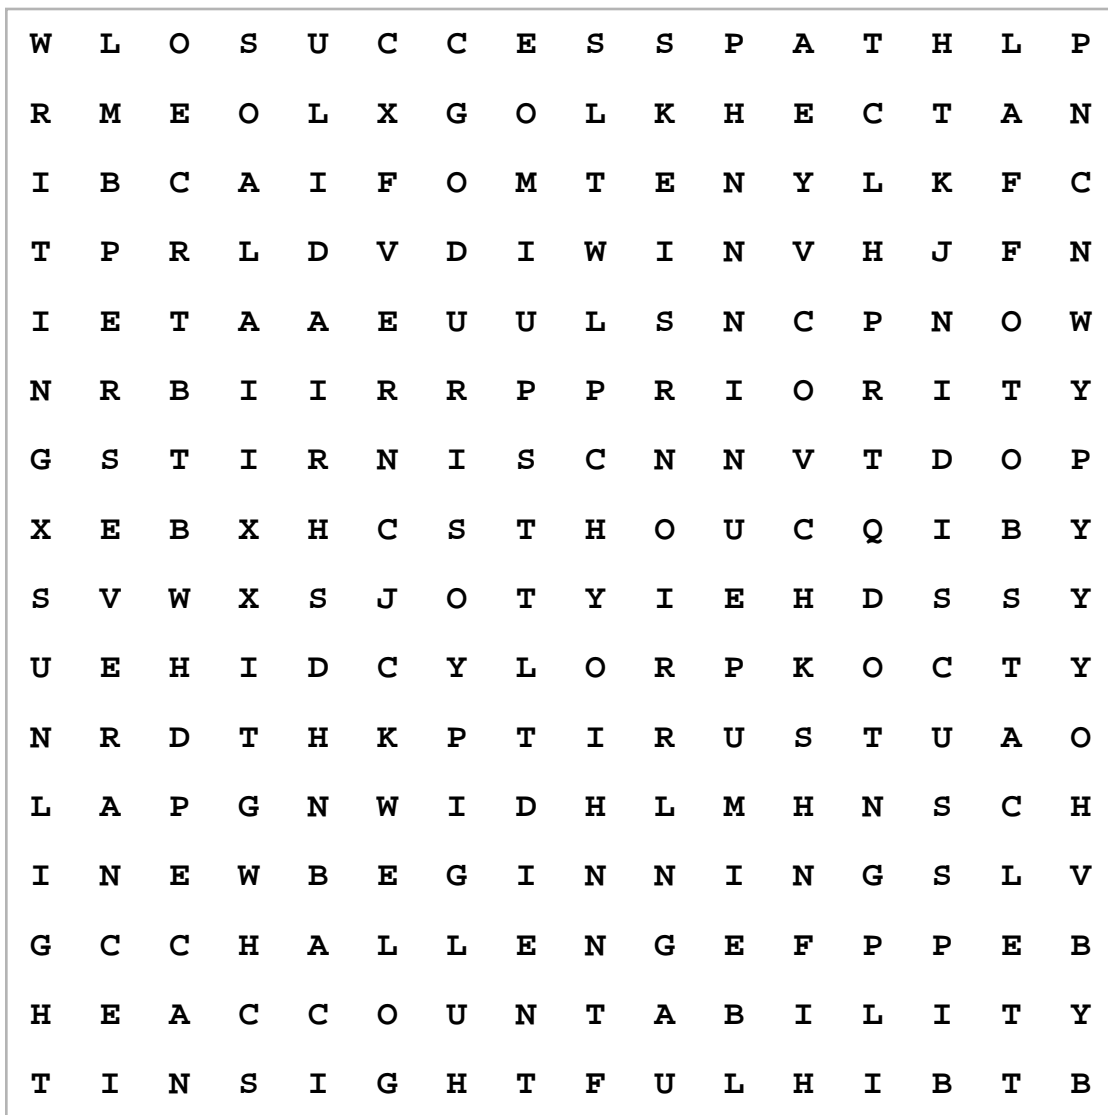 W L O S U C C E S S P A T H L P
R M E O L X G O L K H E C T A N
I B C A I F O M T E N Y L K F C
T P R L D V D I W I N V H J F N
I E T A A E U U L S N C P N O W
N R B I I R R P P R I O R I T Y
G S T I R N I S C N N V T D O P
X E B X H C S T H O U C Q I B Y
S V W X S J O T Y I E H D S S Y
U E H I D C Y L O R P K O C T Y
N R D T H K P T I R U S T U A O
L A P G N W I D H L M H N S C H
I N E W B E G I N N I N G S L V
G C C H A L L E N G E F P P E B
H E A C C O U N T A B I L I T Y
T I N S I G H T F U L H I B T B